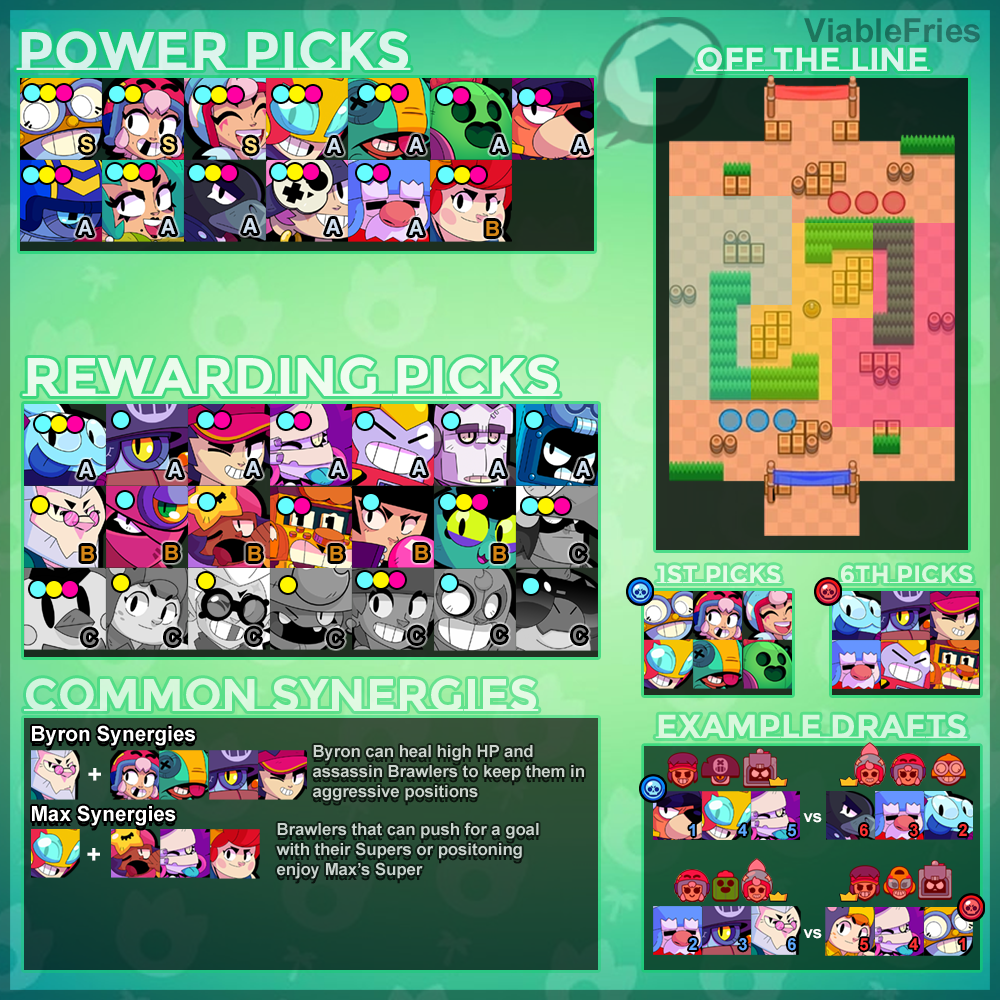 ViableFries
POWER PICKS
OFF THE LINE
S S S A A A A
A A A A A B
REWARDING PICKS
A A A A A A A
B B B B B B C
C C C C C C C
1ST PICKS
6TH PICKS
COMMON SYNERGIES
Byron Synergies
+
Byron can heal high HP and
assassin Brawlers to keep them in
aggressive positions
Max Synergies
+
Brawlers that can push for a goal
with their Supers or positoning
enjoy Max's Super
EXAMPLE DRAFTS
1 4 5 vs 6 3 2
2 3 6 vs 5 4 1